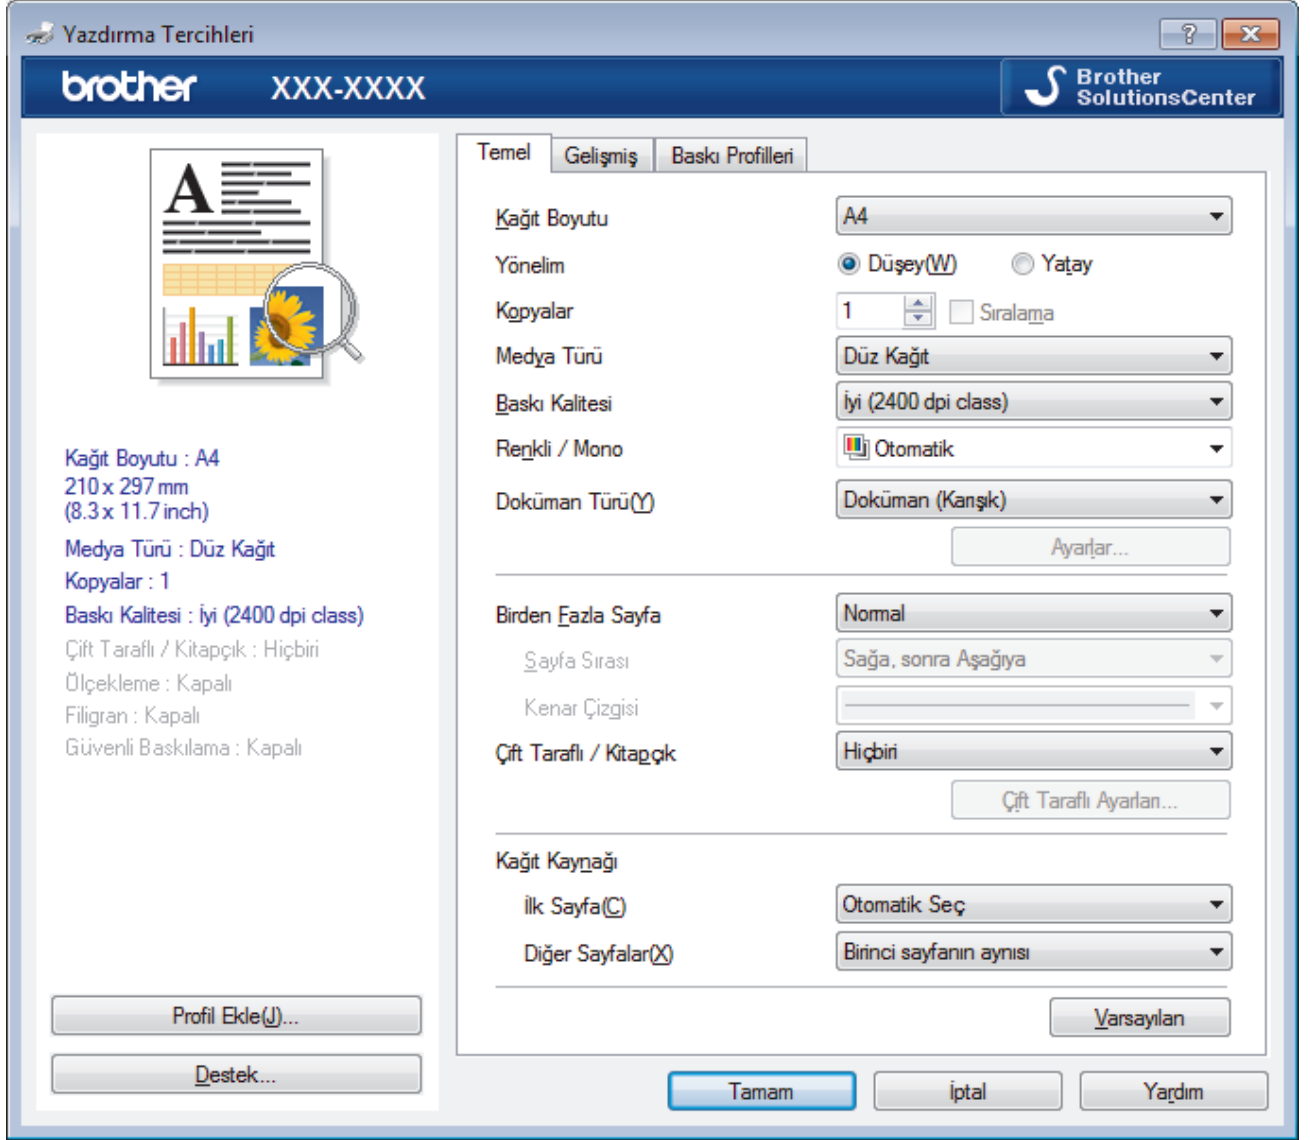 Yazdırma Tercihleri
?
brother XXX-XXXX
Brother
SolutionsCenter
A
Kağıt Boyutu : A4
210 x 297 mm
(8.3 x 11.7 inch)
Medya Türü : Düz Kağıt
Kopyalar : 1
Baskı Kalitesi : İyi (2400 dpi class)
Çift Taraflı / Kitapçık : Hiçbiri
Ölçekleme : Kapalı
Filigran : Kapalı
Güvenli Baskılama : Kapalı
Profil Ekle(J)...
Destek...
Temel Gelişmiş Baskı Profilleri
Kağıt Boyutu A4
Yönelim Düşey(W) Yatay
Kopyalar 1 Sıralama
Medya Türü Düz Kağıt
Baskı Kalitesi İyi (2400 dpi class)
Renkli / Mono Otomatik
Doküman Türü(Y) Doküman (Karışık)
Ayarlar...
Birden Fazla Sayfa Normal
Sayfa Sırası Sağa, sonra Aşağıya
Kenar Çizgisi
Çift Taraflı / Kitapçık Hiçbiri
Çift Taraflı Ayarları...
Kağıt Kaynağı
İlk Sayfa(C) Otomatik Seç
Diğer Sayfalar(X) Birinci sayfanın aynısı
Varsayılan
Tamam İptal Yardım